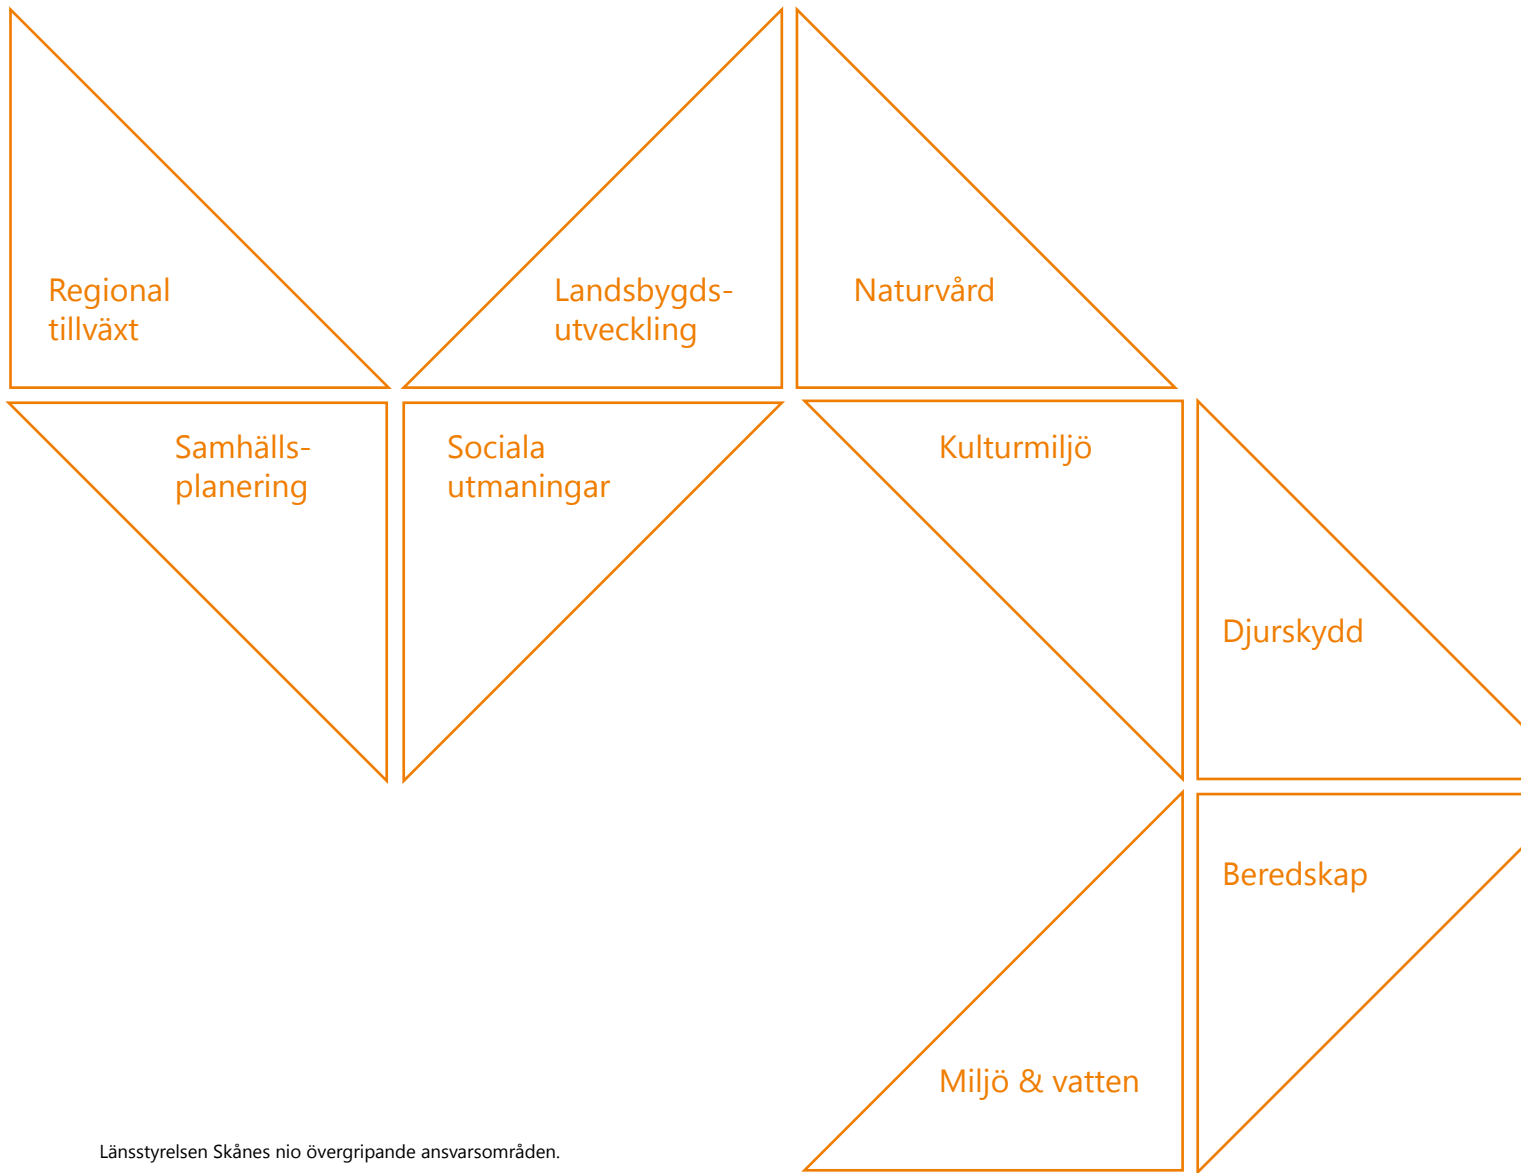 Regional
tillväxt
Landsbygds-
utveckling
Naturvård
Samhälls-
planering
Sociala
utmaningar
Kulturmiljö
Djurskydd
Beredskap
Miljö & vatten
Länsstyrelsen Skånes nio övergripande ansvarsområden.